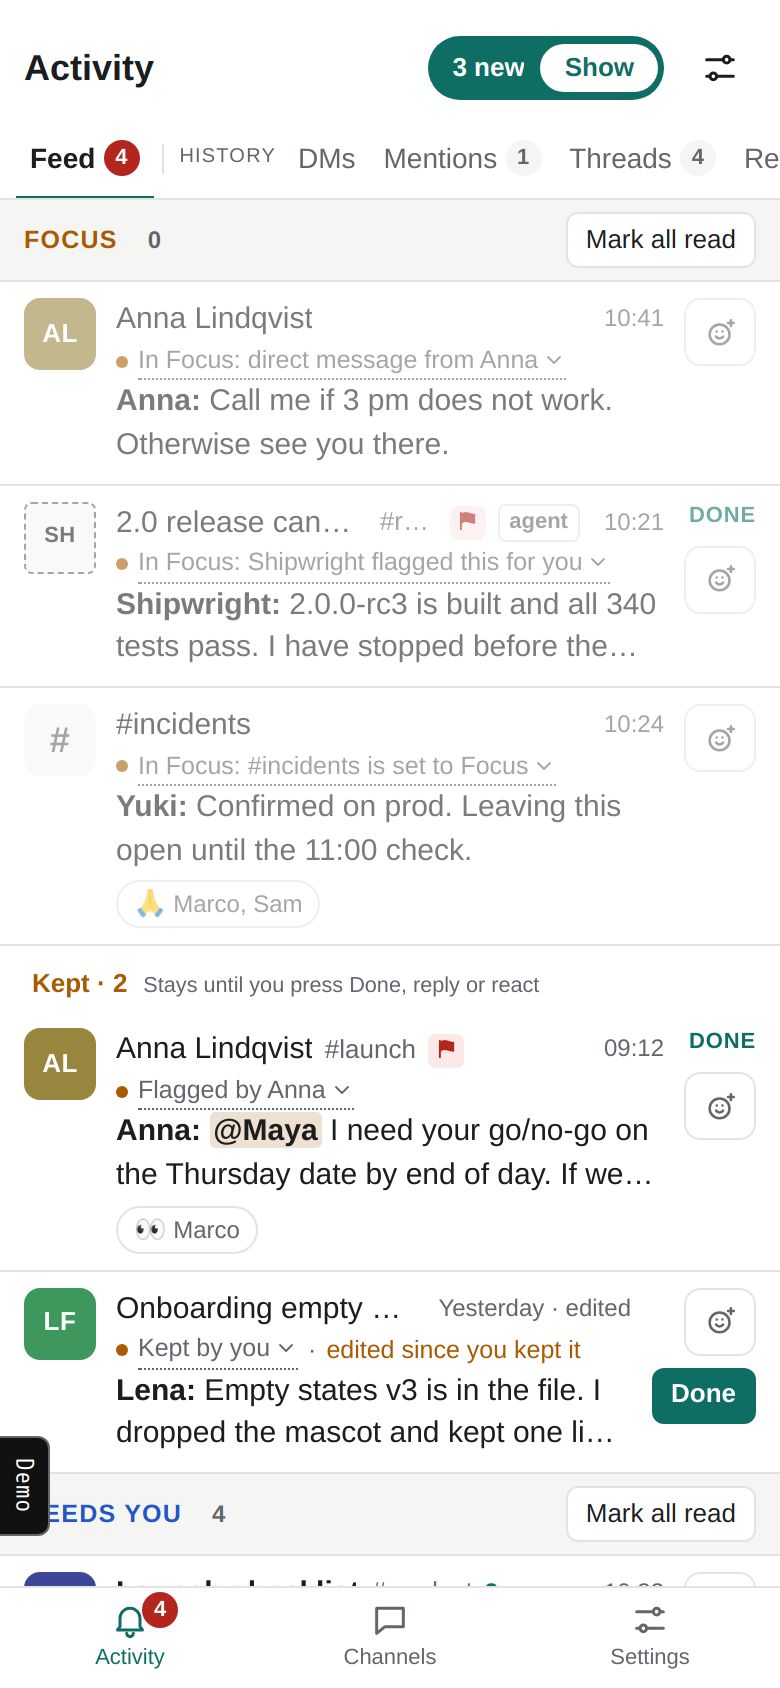 Activity
3 new Show
Feed 4 HISTORY DMs Mentions 1 Threads 4 Re
FOCUS 0 Mark all read
AL Anna Lindqvist 10:41
In Focus: direct message from Anna
Anna: Call me if 3 pm does not work.
Otherwise see you there.
SH 2.0 release can… #r… agent 10:21 DONE
In Focus: Shipwright flagged this for you
Shipwright: 2.0.0-rc3 is built and all 340
tests pass. I have stopped before the…
# #incidents 10:24
In Focus: #incidents is set to Focus
Yuki: Confirmed on prod. Leaving this
open until the 11:00 check.
🙏 Marco, Sam
Kept · 2 Stays until you press Done, reply or react
AL Anna Lindqvist #launch 09:12 DONE
Flagged by Anna
Anna: @Maya I need your go/no-go on
the Thursday date by end of day. If we…
👀 Marco
LF Onboarding empty … Yesterday · edited
Kept by you · edited since you kept it
Lena: Empty states v3 is in the file. I
dropped the mascot and kept one li…
Done
Demo
EEDS YOU 4 Mark all read
4
Activity Channels Settings